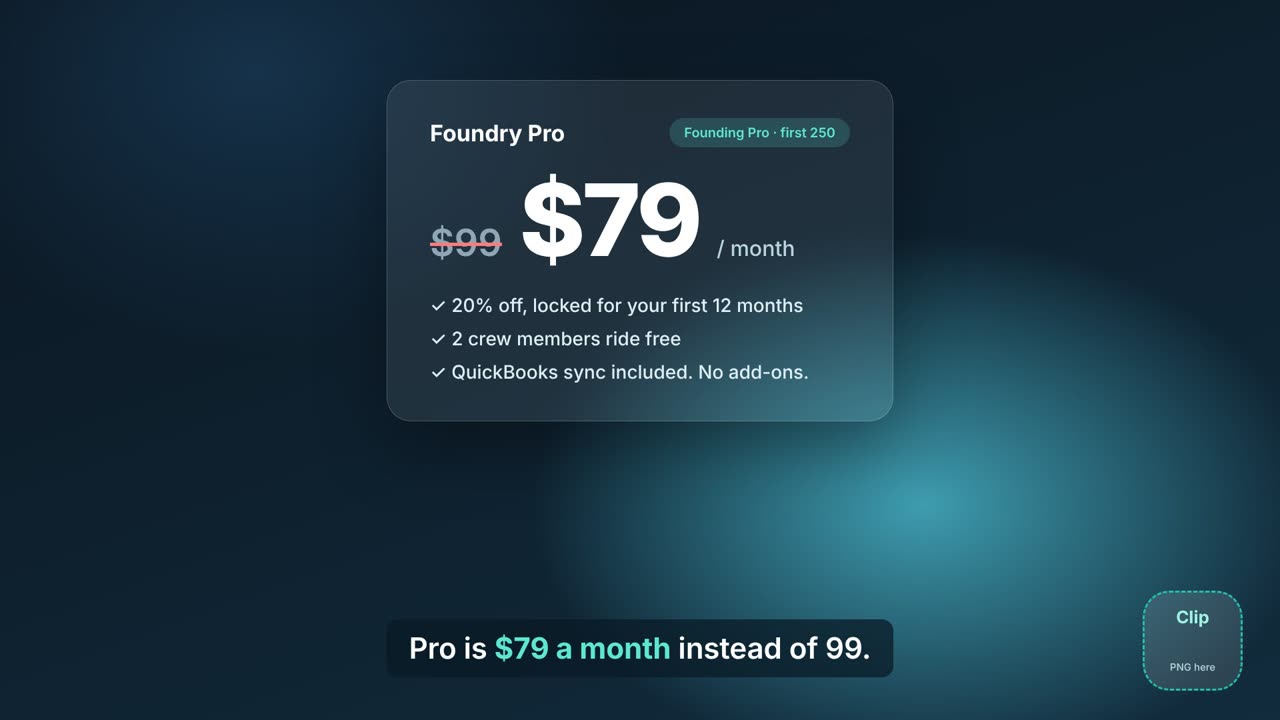 Foundry Pro
Founding Pro · first 250
$99 $79 / month
✓ 20% off, locked for your first 12 months
✓ 2 crew members ride free
✓ QuickBooks sync included. No add-ons.
Pro is $79 a month instead of 99.
Clip
PNG here